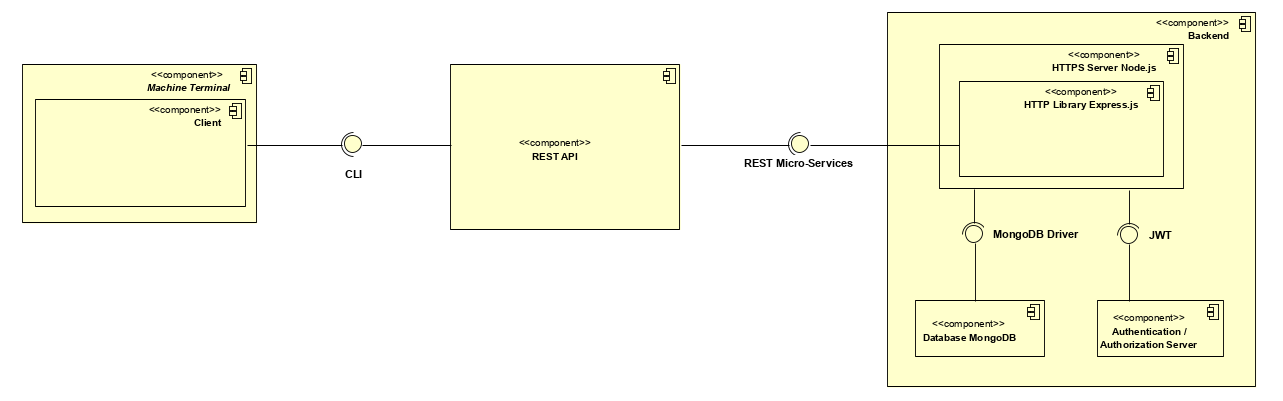 <<component>>
Machine Terminal
<<component>>
Client
CLI
<<component>>
REST API
REST Micro-Services
<<component>>
Backend
<<component>>
HTTPS Server Node.js
<<component>>
HTTP Library Express.js
MongoDB Driver
JWT
<<component>>
Database MongoDB
<<component>>
Authentication /
Authorization Server